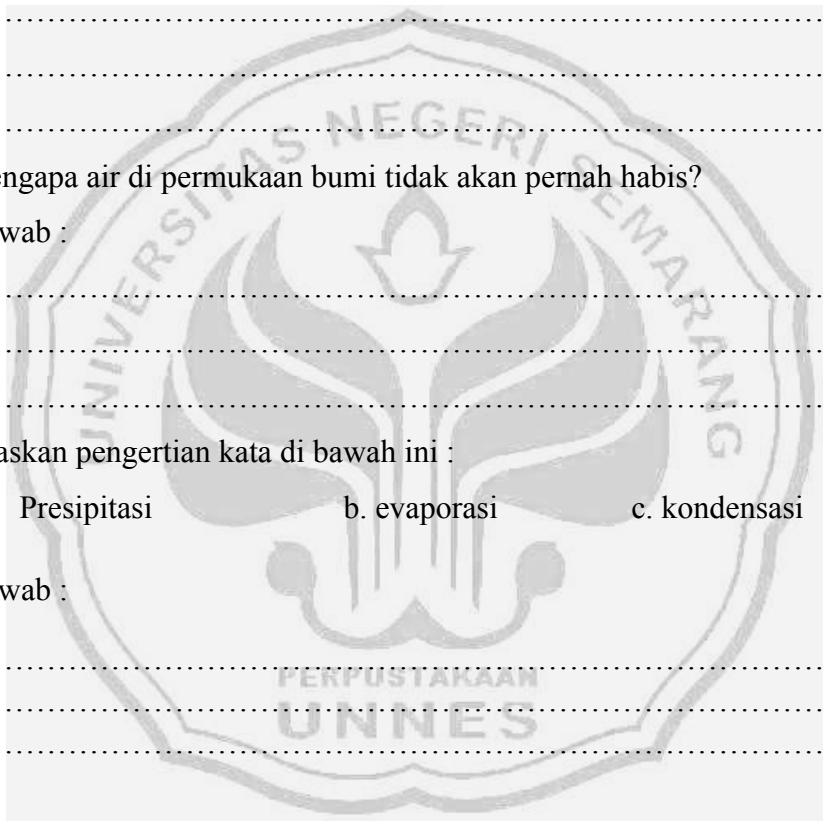 ……………………………………………………………………………
……………………………………………………………………………
……………………………………………………………………………
engapa air di permukaan bumi tidak akan pernah habis?
wab :
……………………………………………………………………………
……………………………………………………………………………
……………………………………………………………………………
askan pengertian kata di bawah ini :
Presipitasi b. evaporasi c. kondensasi
wab :
……………………………………………………………………………
……………………………………………………………………………
……………………………………………………………………………
UNIVERSITAS NEGERI SEMARANG
PERPUSTAKAAN
UNNES